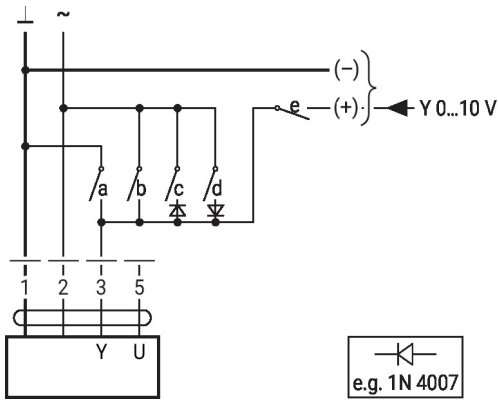 ⊥ ~
(−)
e (+) Y 0...10 V
a b c d
1 2 3 5
Y U
e.g. 1N 4007